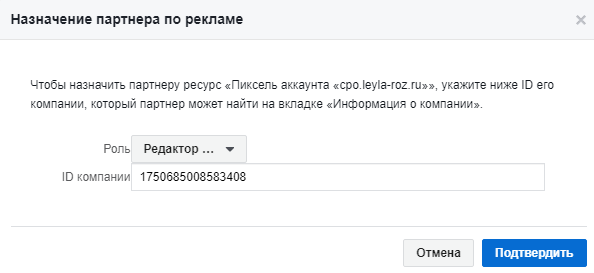 Назначение партнера по рекламе
Чтобы назначить партнеру ресурс «Пиксель аккаунта «cpo.leyla-roz.ru»», укажите ниже ID его
компании, который партнер может найти на вкладке «Информация о компании».
Роль Редактор ...
ID компании 1750685008583408
Отмена Подтвердить